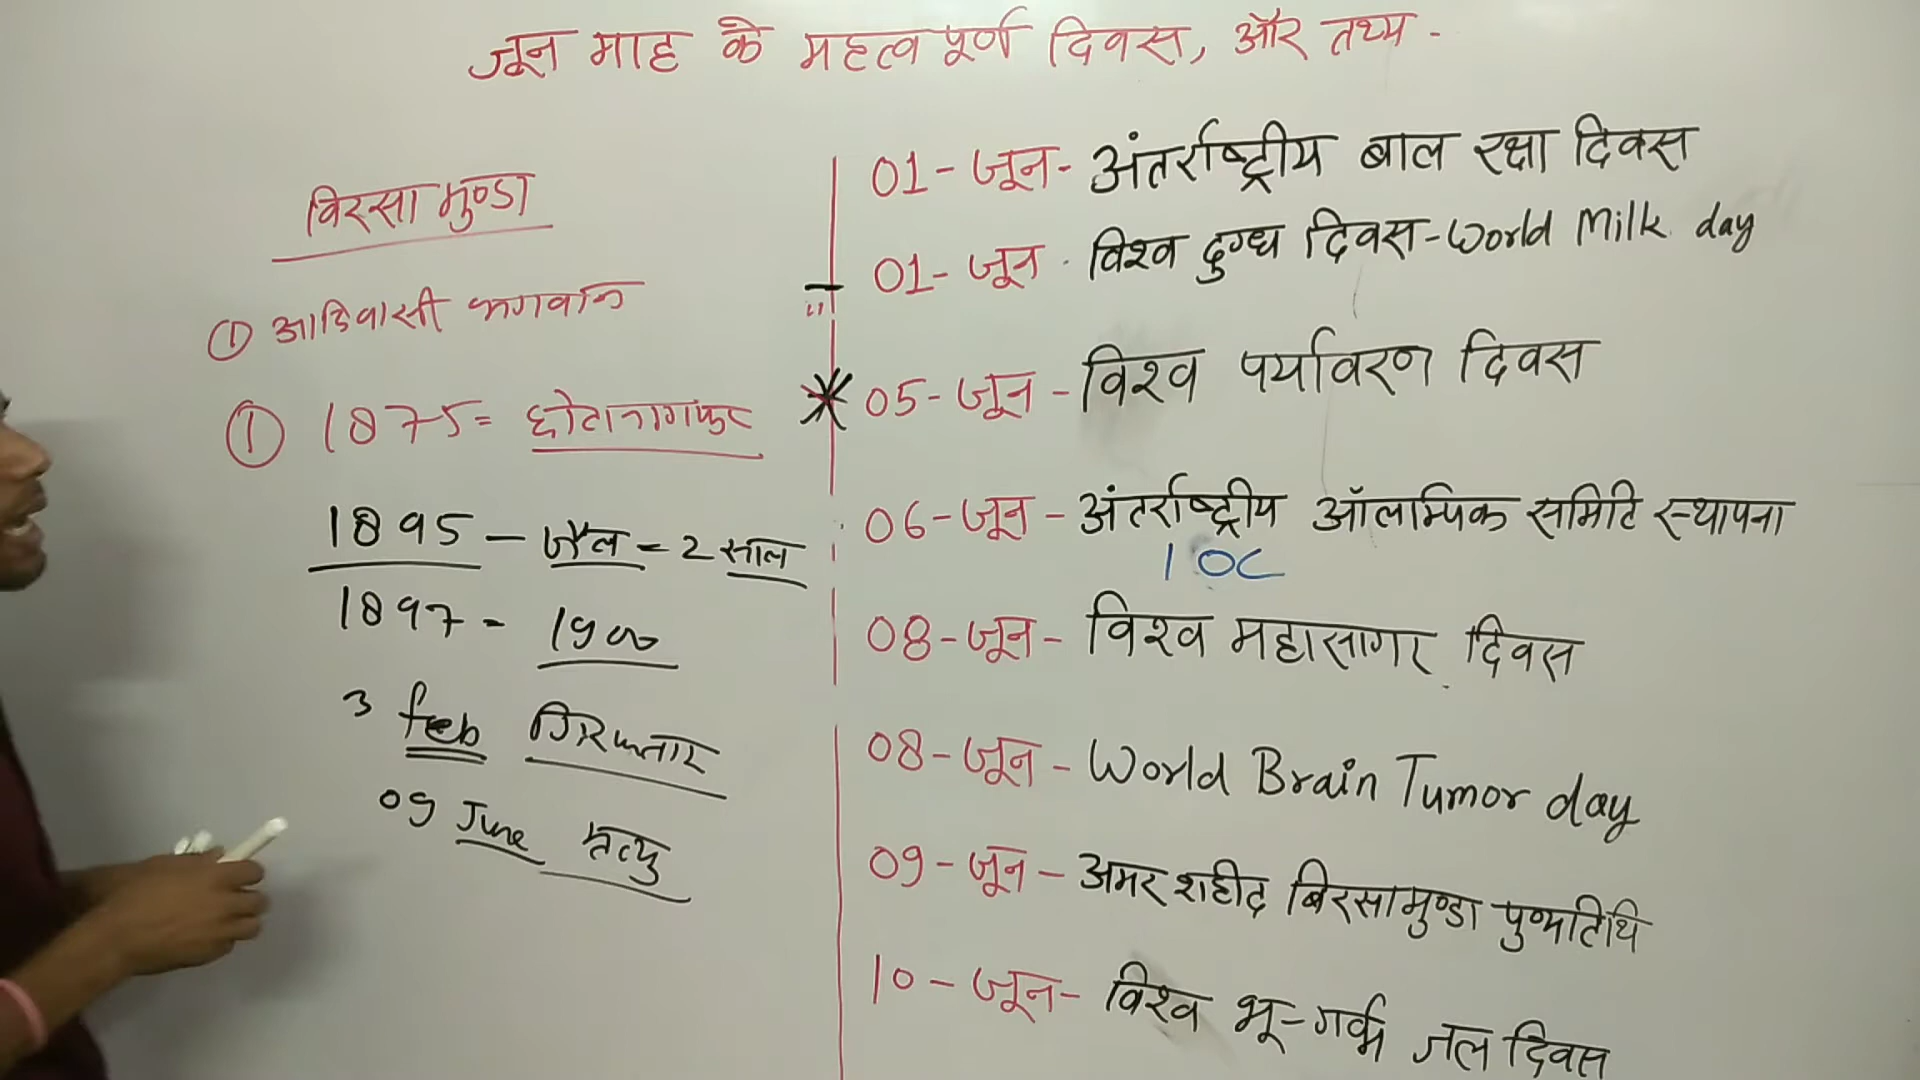 जून माह के महत्वपूर्ण दिवस, और तथ्य -
बिरसा मुण्डा
① आदिवासी भगवान
① 1875 = छोटानागपुर
1895 - जेल = 2 साल
1897 - 1900
3 feb गिरफ्तार
09 June मृत्यु
01 - जून - अंतर्राष्ट्रीय बाल रक्षा दिवस
01 - जून - विश्व दुग्ध दिवस - World Milk day
05 - जून - विश्व पर्यावरण दिवस
06 - जून - अंतर्राष्ट्रीय ऑलम्पिक समिति स्थापना
IOC
08 - जून - विश्व महासागर दिवस
08 - जून - World Brain Tumor day
09 - जून - अमर शहीद बिरसामुण्डा पुण्यतिथि
10 - जून - विश्व भू-गर्भ जल दिवस